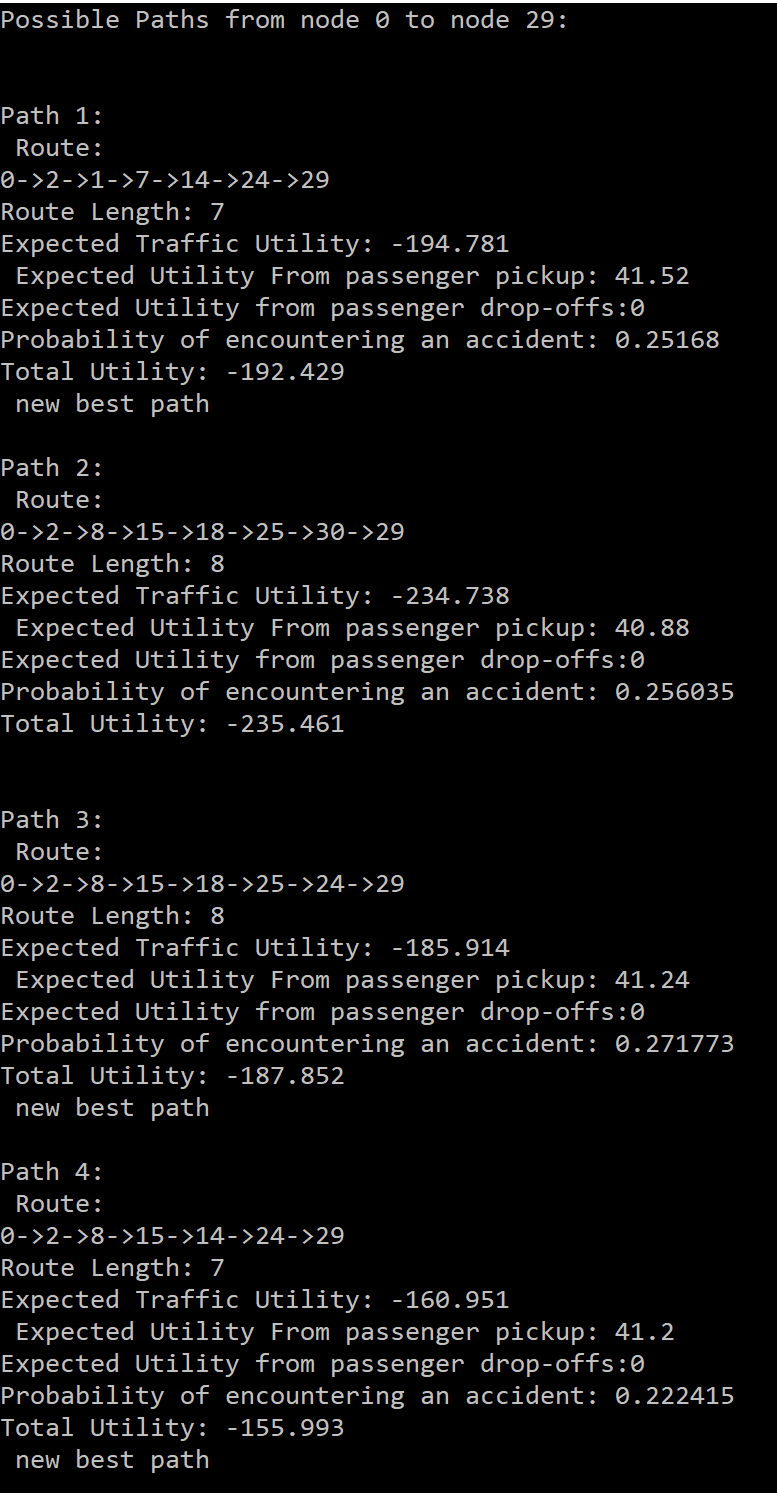 Possible Paths from node 0 to node 29:
Path 1:
Route:
0->2->1->7->14->24->29
Route Length: 7
Expected Traffic Utility: -194.781
Expected Utility From passenger pickup: 41.52
Expected Utility from passenger drop-offs:0
Probability of encountering an accident: 0.25168
Total Utility: -192.429
new best path
Path 2:
Route:
0->2->8->15->18->25->30->29
Route Length: 8
Expected Traffic Utility: -234.738
Expected Utility From passenger pickup: 40.88
Expected Utility from passenger drop-offs:0
Probability of encountering an accident: 0.256035
Total Utility: -235.461
Path 3:
Route:
0->2->8->15->18->25->24->29
Route Length: 8
Expected Traffic Utility: -185.914
Expected Utility From passenger pickup: 41.24
Expected Utility from passenger drop-offs:0
Probability of encountering an accident: 0.271773
Total Utility: -187.852
new best path
Path 4:
Route:
0->2->8->15->14->24->29
Route Length: 7
Expected Traffic Utility: -160.951
Expected Utility From passenger pickup: 41.2
Expected Utility from passenger drop-offs:0
Probability of encountering an accident: 0.222415
Total Utility: -155.993
new best path